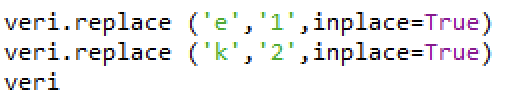 veri.replace ('e','1',inplace=True)
veri.replace ('k','2',inplace=True)
veri